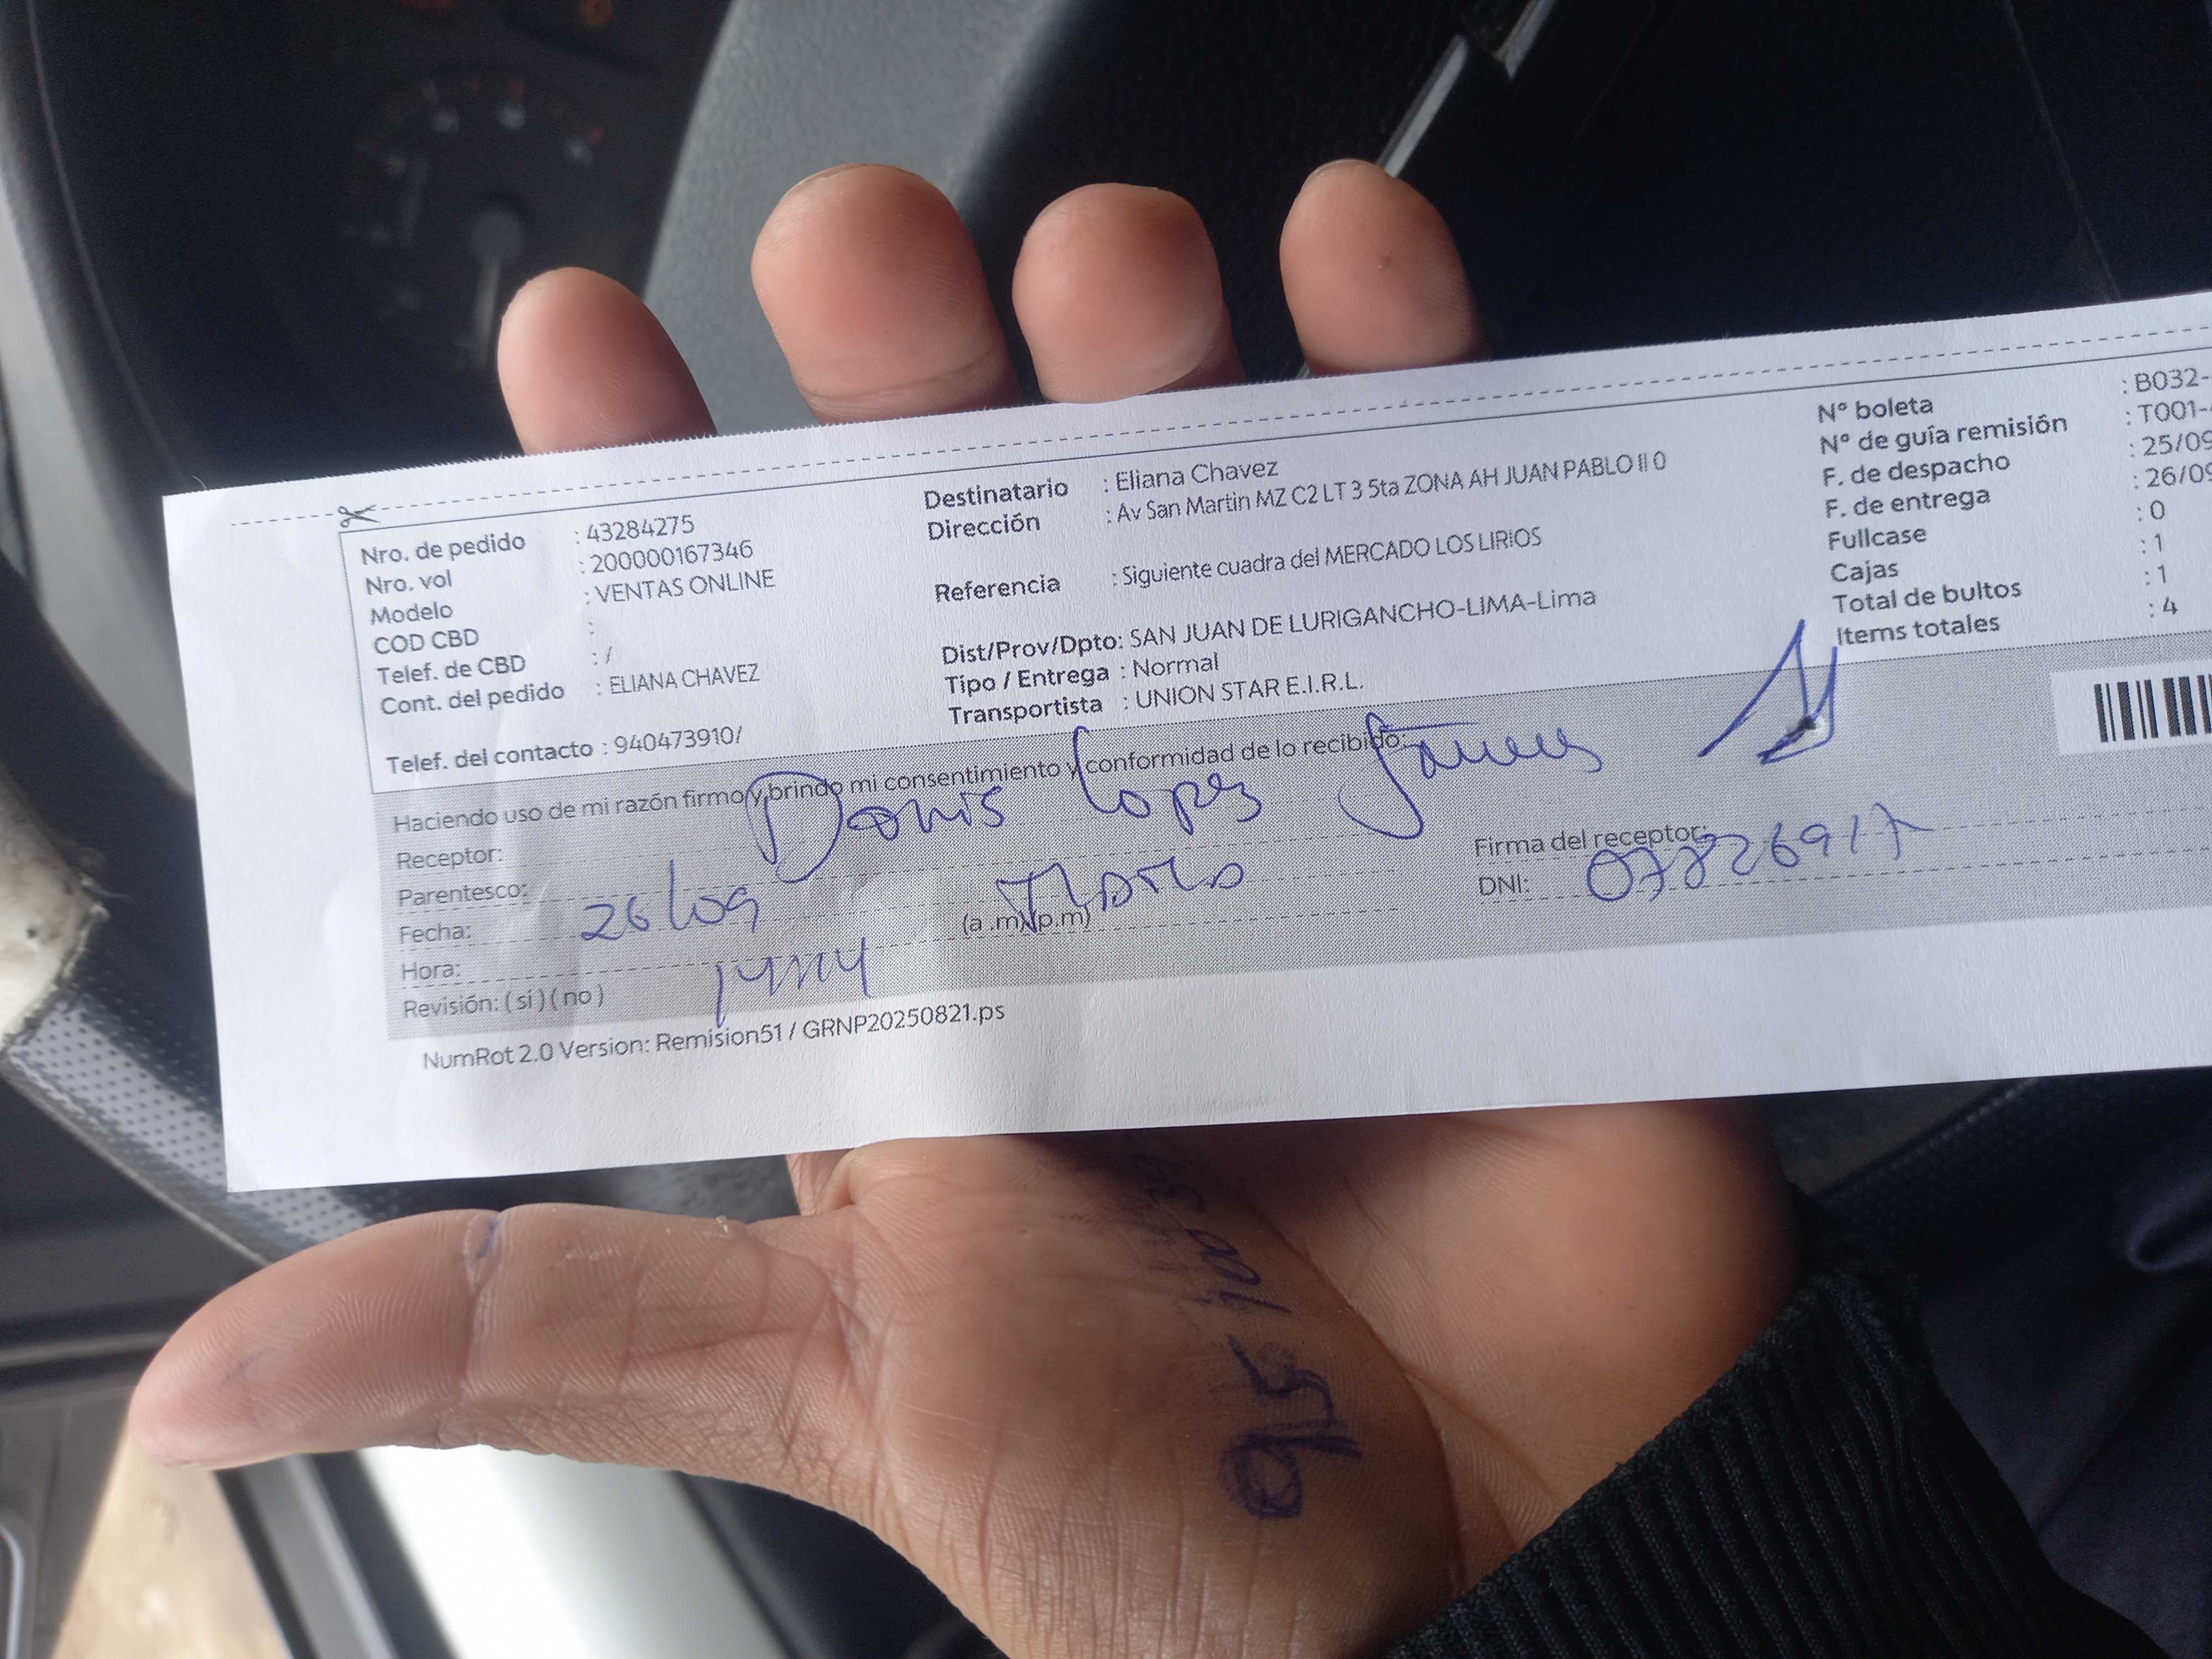 Nro. de pedido : 43284275
Nro. vol : 200000167346
Modelo : VENTAS ONLINE
COD CBD :
Telef. de CBD : /
Cont. del pedido : ELIANA CHAVEZ
Telef. del contacto : 940473910/
Destinatario : Eliana Chavez
Dirección : Av San Martin MZ C2 LT 3 5ta ZONA AH JUAN PABLO II 0
Referencia : Siguiente cuadra del MERCADO LOS LIRIOS
Dist/Prov/Dpto: SAN JUAN DE LURIGANCHO-LIMA-Lima
Tipo / Entrega : Normal
Transportista : UNION STAR E.I.R.L.
N° boleta : B032-
N° de guía remisión : T001-
F. de despacho : 25/09
F. de entrega : 26/09
Fullcase : 0
Cajas : 1
Total de bultos : 1
Items totales : 4
Haciendo uso de mi razón firmo y brindo mi consentimiento y conformidad de lo recibido:
Receptor: Lopez
Parentesco:
Fecha: 26/09
Hora: (a .m) (p.m)
Revisión: ( si ) ( no )
Firma del receptor:
DNI: 07826917
NumRot 2.0 Version: Remision51 / GRNP20250821.ps
9510039